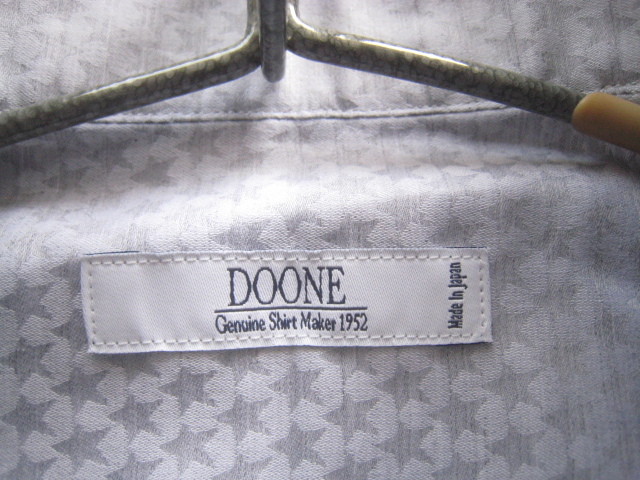 DOONE
Genuine Shirt Maker 1952
Made In Japan